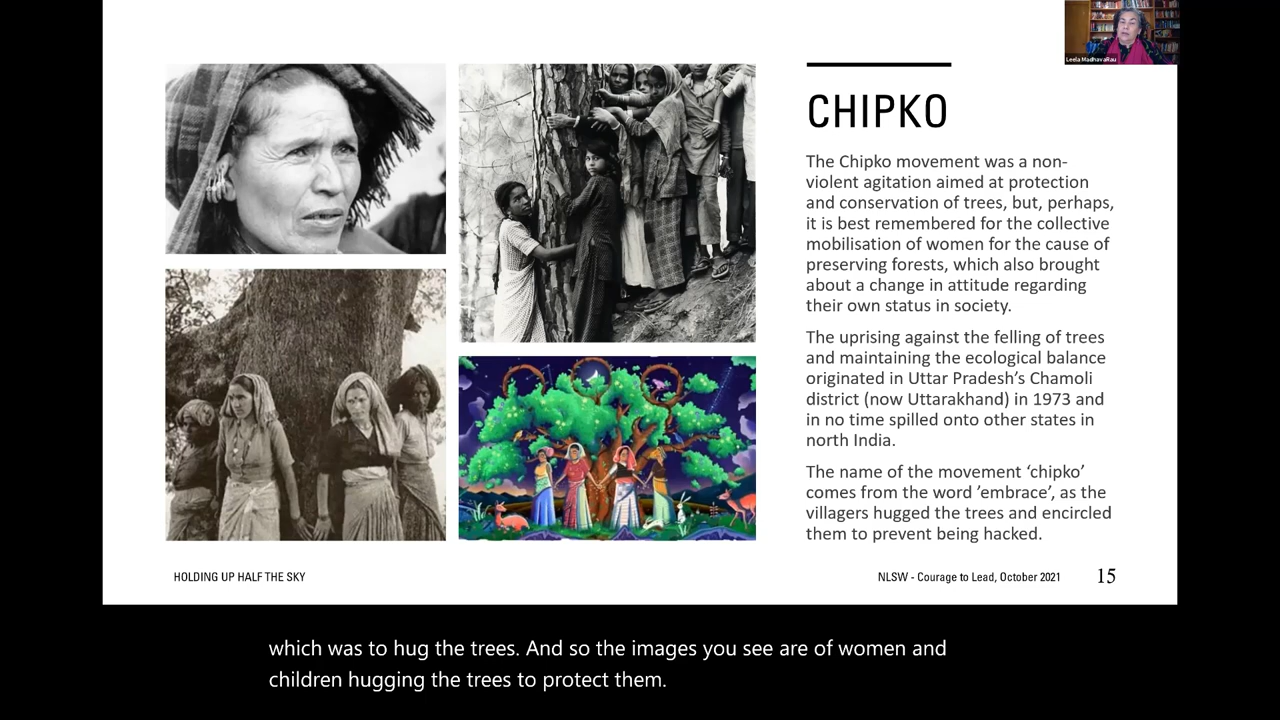 Leela MadhavaRau
CHIPKO
The Chipko movement was a non-
violent agitation aimed at protection
and conservation of trees, but, perhaps,
it is best remembered for the collective
mobilisation of women for the cause of
preserving forests, which also brought
about a change in attitude regarding
their own status in society.
The uprising against the felling of trees
and maintaining the ecological balance
originated in Uttar Pradesh’s Chamoli
district (now Uttarakhand) in 1973 and
in no time spilled onto other states in
north India.
The name of the movement ‘chipko’
comes from the word ’embrace’, as the
villagers hugged the trees and encircled
them to prevent being hacked.
HOLDING UP HALF THE SKY
NLSW - Courage to Lead, October 2021
15
which was to hug the trees. And so the images you see are of women and
children hugging the trees to protect them.